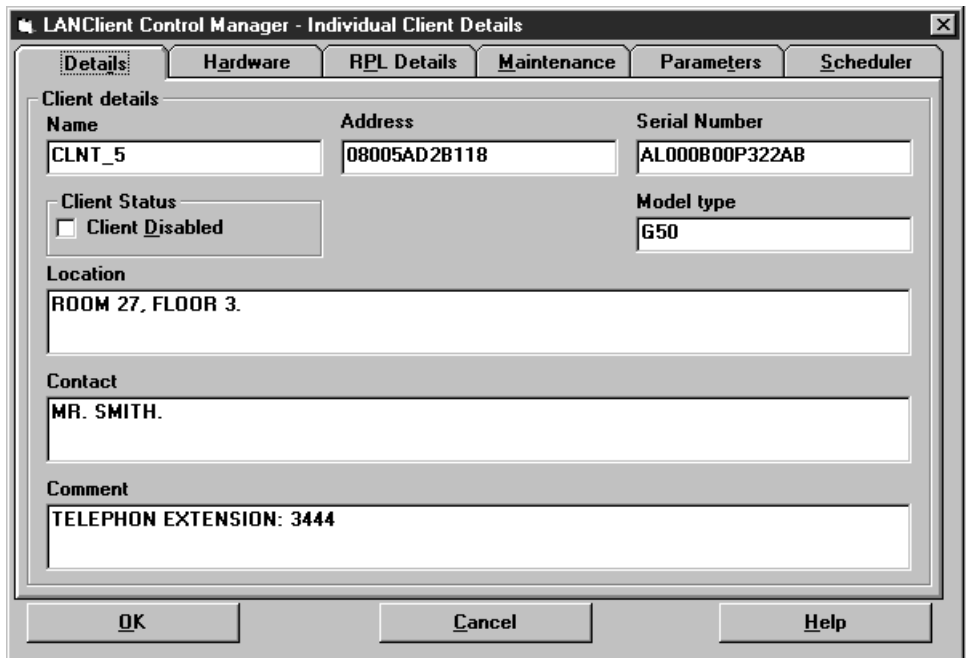 LANClient Control Manager - Individual Client Details
Details Hardware RPL Details Maintenance Parameters Scheduler
Client details
Name Address Serial Number
CLNT_5 08005AD2B118 AL000B00P322AB
Client Status Model type
Client Disabled G50
Location
ROOM 27, FLOOR 3.
Contact
MR. SMITH.
Comment
TELEPHON EXTENSION: 3444
OK Cancel Help